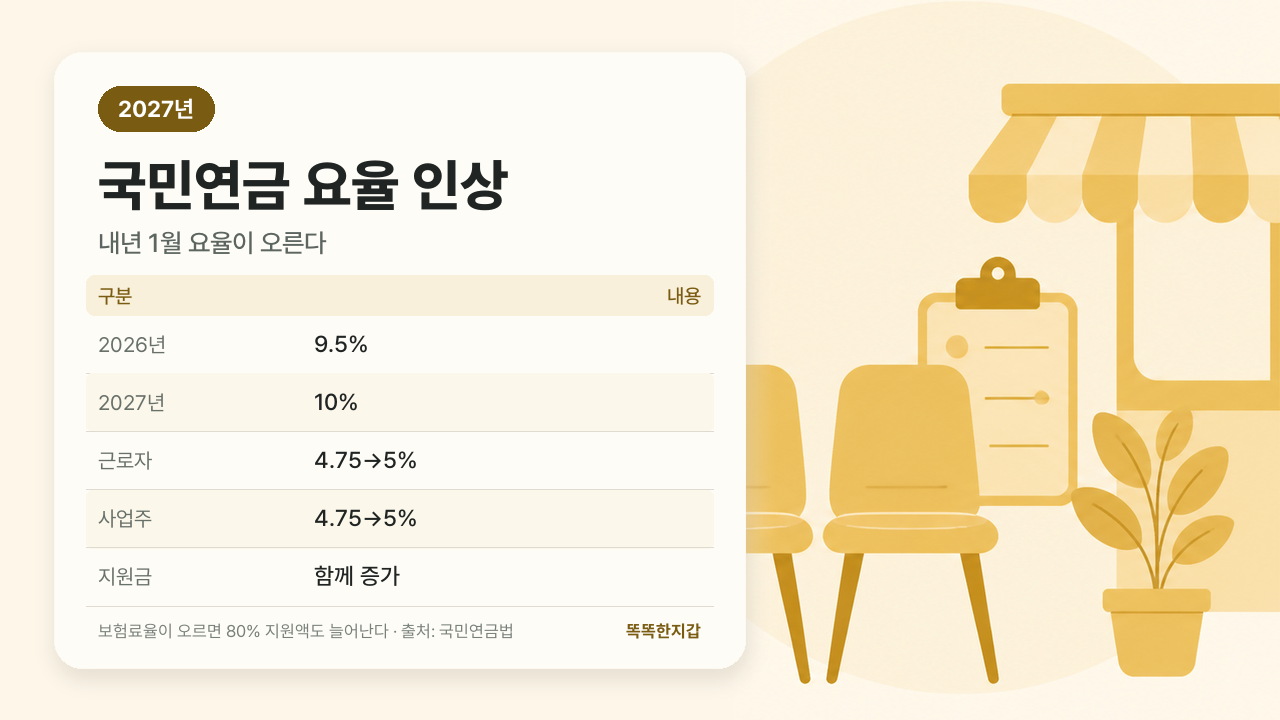 2027년
국민연금 요율 인상
내년 1월 요율이 오른다
구분 내용
2026년 9.5%
2027년 10%
근로자 4.75→5%
사업주 4.75→5%
지원금 함께 증가
보험료율이 오르면 80% 지원액도 늘어난다 · 출처: 국민연금법 똑똑한지갑